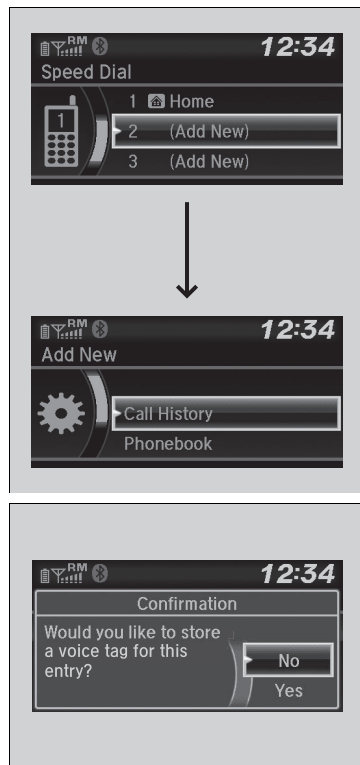 RM
12:34
Speed Dial
1
1 Home
2 (Add New)
3 (Add New)
RM
12:34
Add New
Call History
Phonebook
RM
12:34
Confirmation
Would you like to store
a voice tag for this
entry?
No
Yes